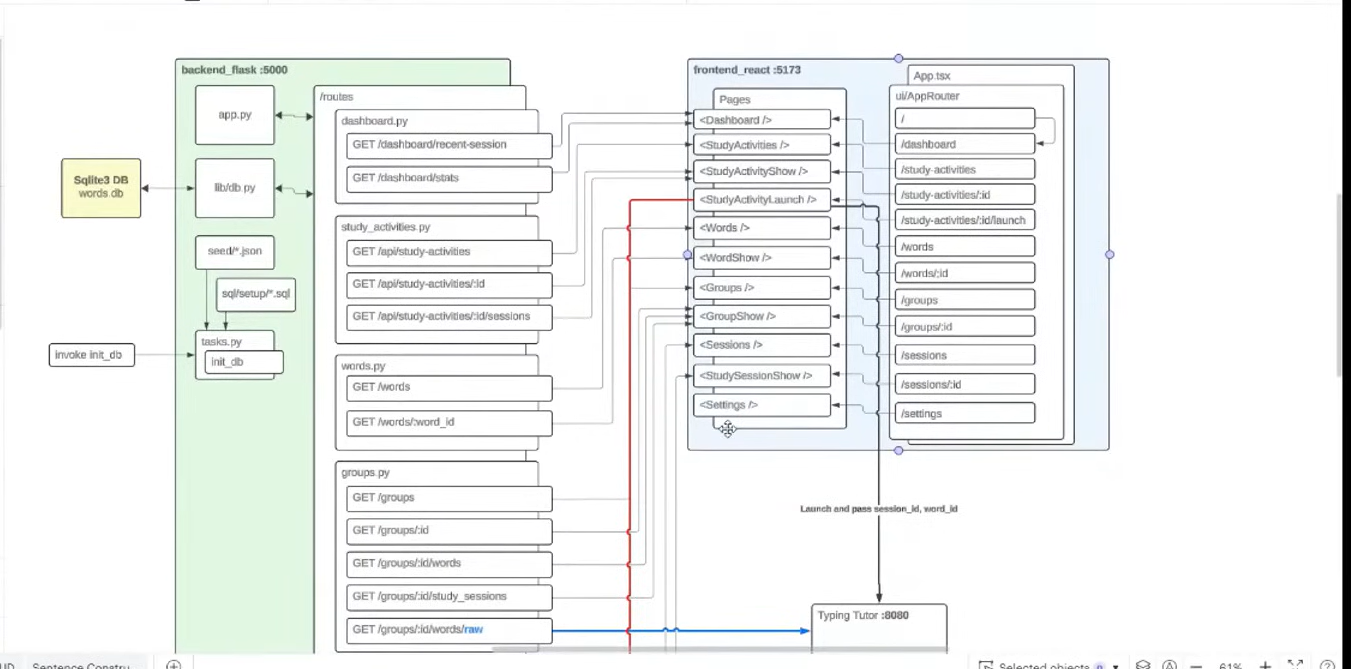 backend_flask :5000
app.py
Sqlite3 DB
words.db
lib/db.py
seed/*.json
sql/setup/*.sql
tasks.py
init_db
invoke init_db
/routes
dashboard.py
GET /dashboard/recent-session
GET /dashboard/stats
study_activities.py
GET /api/study-activities
GET /api/study-activities/:id
GET /api/study-activities/:id/sessions
words.py
GET /words
GET /words/:word_id
groups.py
GET /groups
GET /groups/:id
GET /groups/:id/words
GET /groups/:id/study_sessions
GET /groups/:id/words/raw
frontend_react :5173
Pages
<Dashboard />
<StudyActivities />
<StudyActivityShow />
<StudyActivityLaunch />
<Words />
<WordShow />
<Groups />
<GroupShow />
<Sessions />
<StudySessionShow />
<Settings />
App.tsx
ui/AppRouter
/
/dashboard
/study-activities
/study-activities/:id
/study-activities/:id/launch
/words
/words/:id
/groups
/groups/:id
/sessions
/sessions/:id
/settings
Launch and pass session_id, word_id
Typing Tutor :8080
Sentence Constru
Selected objects
61%